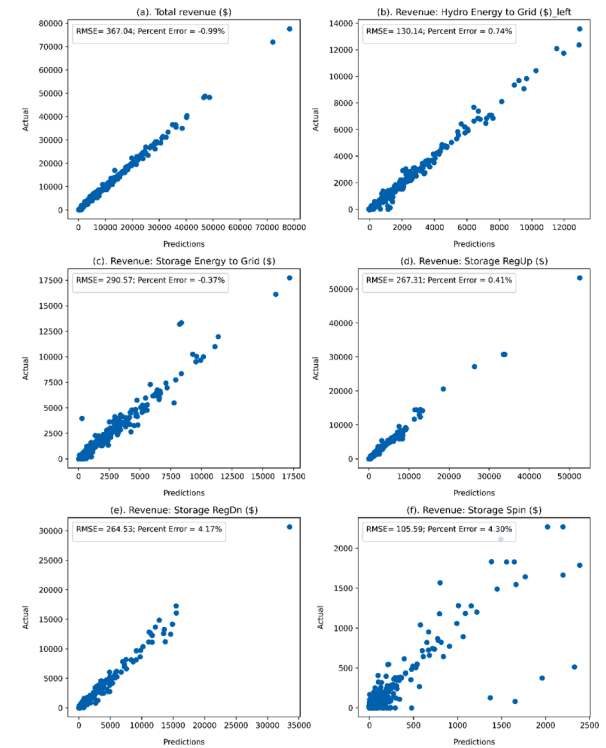 (a). Total revenue ($)
RMSE= 367.04; Percent Error = -0.99%
80000
70000
60000
50000
40000
30000
20000
10000
0
Actual
0 10000 20000 30000 40000 50000 60000 70000 80000
Predictions
(b). Revenue: Hydro Energy to Grid ($)_left
RMSE= 130.14; Percent Error = 0.74%
14000
12000
10000
8000
6000
4000
2000
0
Actual
0 2000 4000 6000 8000 10000 12000
Predictions
(c). Revenue: Storage Energy to Grid ($)
RMSE= 290.57; Percent Error = -0.37%
17500
15000
12500
10000
7500
5000
2500
0
Actual
0 2500 5000 7500 10000 12500 15000 17500
Predictions
(d). Revenue: Storage RegUp ($)
RMSE= 267.31; Percent Error = 0.41%
50000
40000
30000
20000
10000
0
Actual
0 10000 20000 30000 40000 50000
Predictions
(e). Revenue: Storage RegDn ($)
RMSE= 264.53; Percent Error = 4.17%
30000
25000
20000
15000
10000
5000
0
Actual
0 5000 10000 15000 20000 25000 30000 35000
Predictions
(f). Revenue: Storage Spin ($)
RMSE= 105.59; Percent Error = 4.30%
2000
1500
1000
500
0
Actual
0 500 1000 1500 2000 2500
Predictions